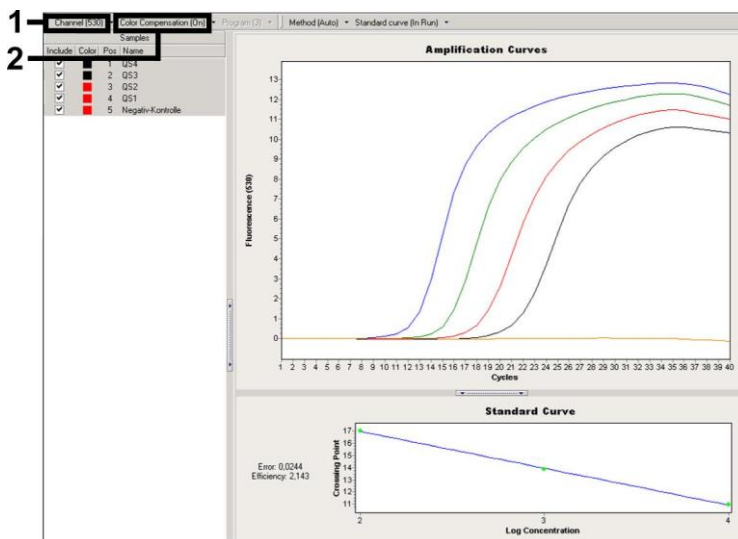 1
Channel (530) Color Compensation (On) Program (3) Method (Auto) Standard curve (In Run)
2
Samples
Include Color Pos Name
1 QS4
2 QS3
3 QS2
4 QS1
5 Negativ-Kontrolle
Amplification Curves
Fluorescence (530)
13
12
11
10
9
8
7
6
5
4
3
2
1
0
1 2 3 4 5 6 7 8 9 10 11 12 13 14 15 16 17 18 19 20 21 22 23 24 25 26 27 28 29 30 31 32 33 34 35 36 37 38 39 40
Cycles
Standard Curve
Error: 0,0244
Efficiency: 2,143
Crossing Point
17
16
15
14
13
12
11
2 3 4
Log Concentration